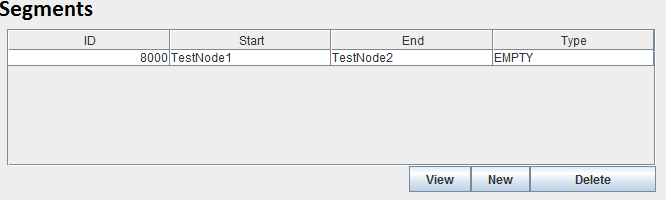 Segments
ID Start End Type
8000 TestNode1 TestNode2 EMPTY
View New Delete